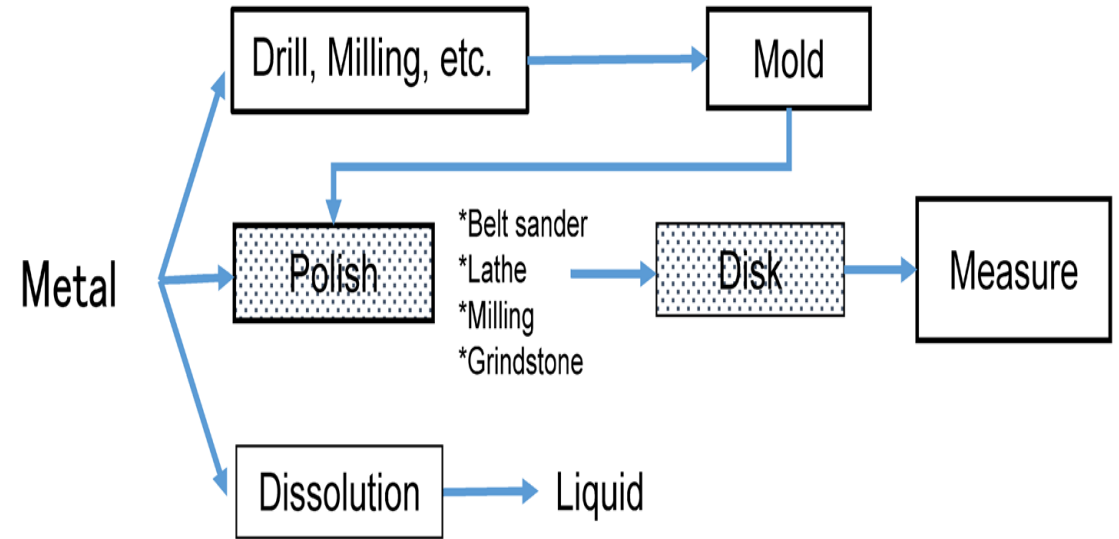 Drill, Milling, etc.
Mold
Metal
Polish
*Belt sander
*Lathe
*Milling
*Grindstone
Disk
Measure
Dissolution
Liquid